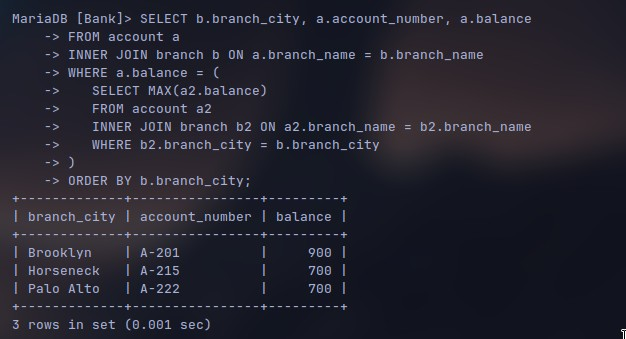 MariaDB [Bank]> SELECT b.branch_city, a.account_number, a.balance
    -> FROM account a
    -> INNER JOIN branch b ON a.branch_name = b.branch_name
    -> WHERE a.balance = (
    ->    SELECT MAX(a2.balance)
    ->    FROM account a2
    ->    INNER JOIN branch b2 ON a2.branch_name = b2.branch_name
    ->    WHERE b2.branch_city = b.branch_city
    -> )
    -> ORDER BY b.branch_city;
+-------------+----------------+---------+
| branch_city | account_number | balance |
+-------------+----------------+---------+
| Brooklyn    | A-201          |     900 |
| Horseneck   | A-215          |     700 |
| Palo Alto   | A-222          |     700 |
+-------------+----------------+---------+
3 rows in set (0.001 sec)